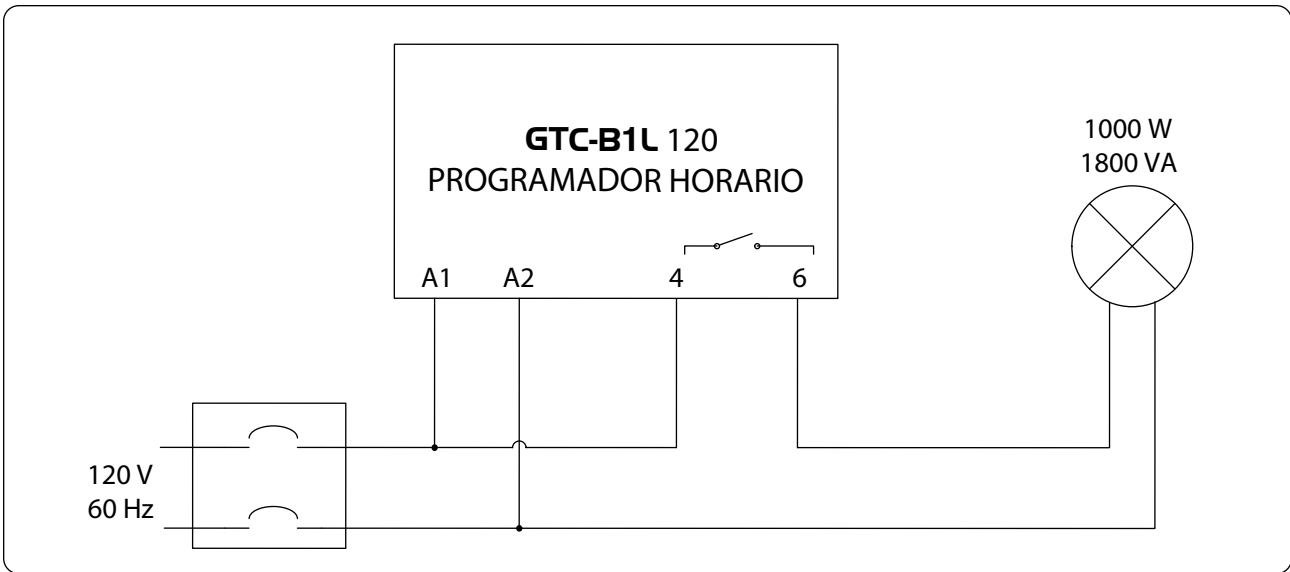 GTC-B1L 120
PROGRAMADOR HORARIO
A1 A2 4 6
1000 W
1800 VA
120 V
60 Hz